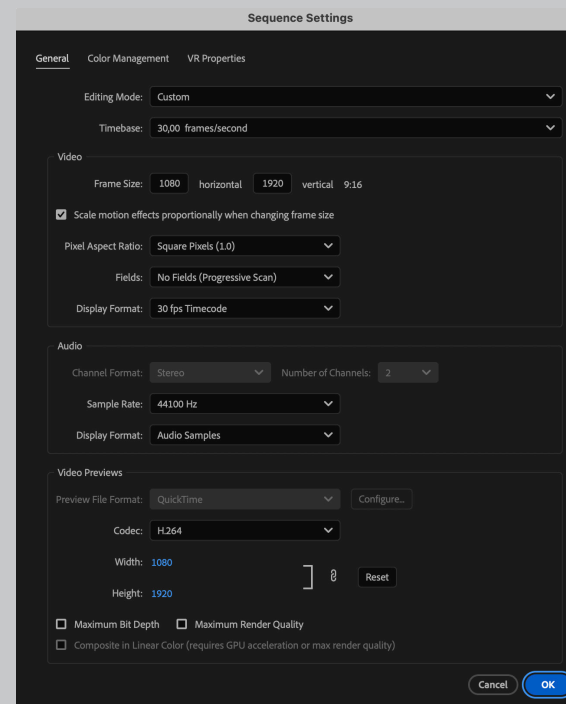 Sequence Settings
General Color Management VR Properties
Editing Mode: Custom
Timebase: 30,00 frames/second
Video
Frame Size: 1080 horizontal 1920 vertical 9:16
Scale motion effects proportionally when changing frame size
Pixel Aspect Ratio: Square Pixels (1.0)
Fields: No Fields (Progressive Scan)
Display Format: 30 fps Timecode
Audio
Channel Format: Stereo Number of Channels: 2
Sample Rate: 44100 Hz
Display Format: Audio Samples
Video Previews
Preview File Format: QuickTime Configure...
Codec: H.264
Width: 1080
Reset
Height: 1920
Maximum Bit Depth Maximum Render Quality
Composite in Linear Color (requires GPU acceleration or max render quality)
Cancel OK